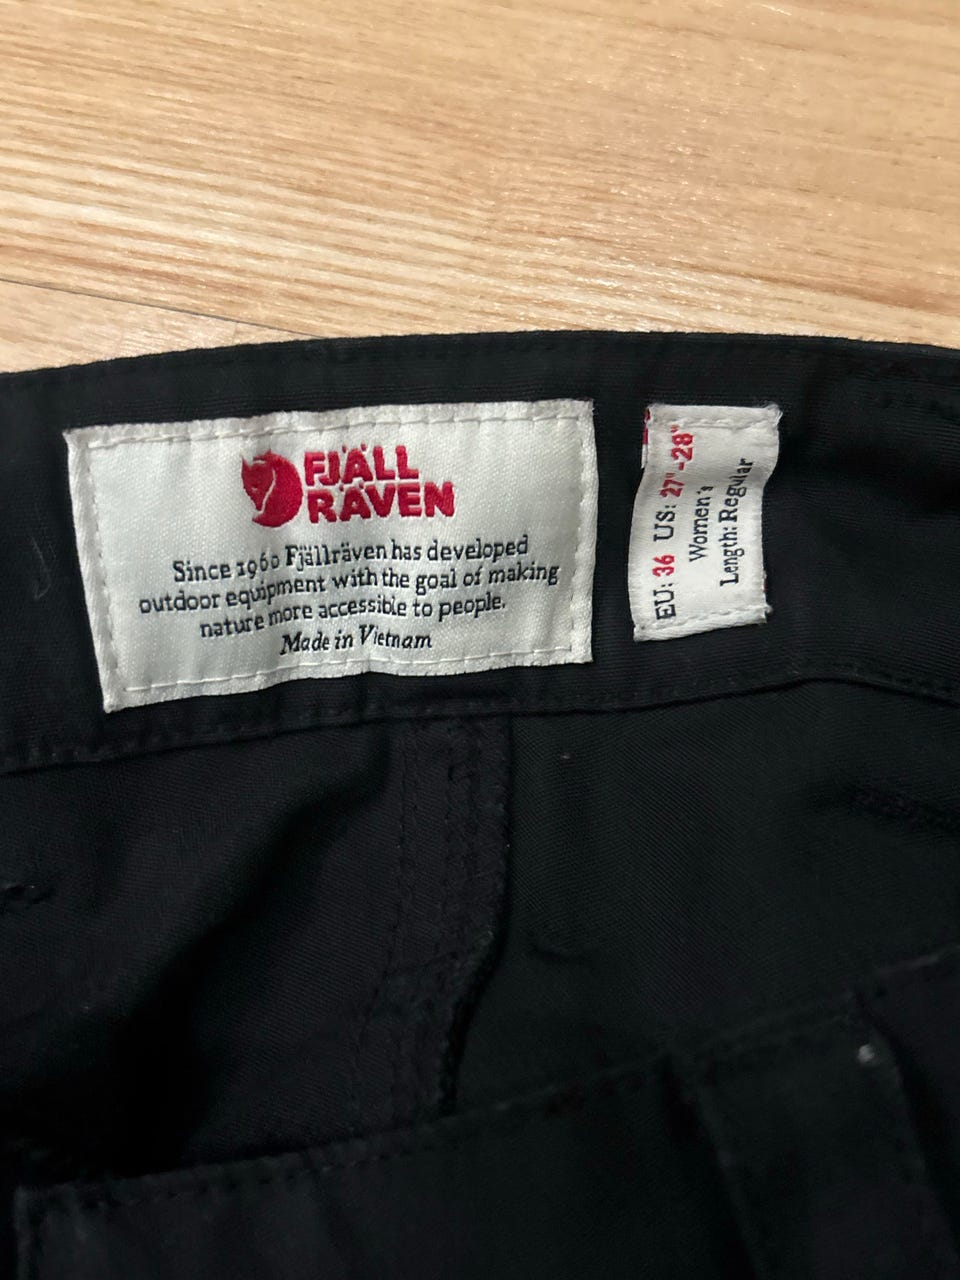 FJÄLL
RÄVEN
Since 1960 Fjällräven has developed
outdoor equipment with the goal of making
nature more accessible to people.
Made in Vietnam
EU: 36 US: 27"-28"
Women's
Length: Regular